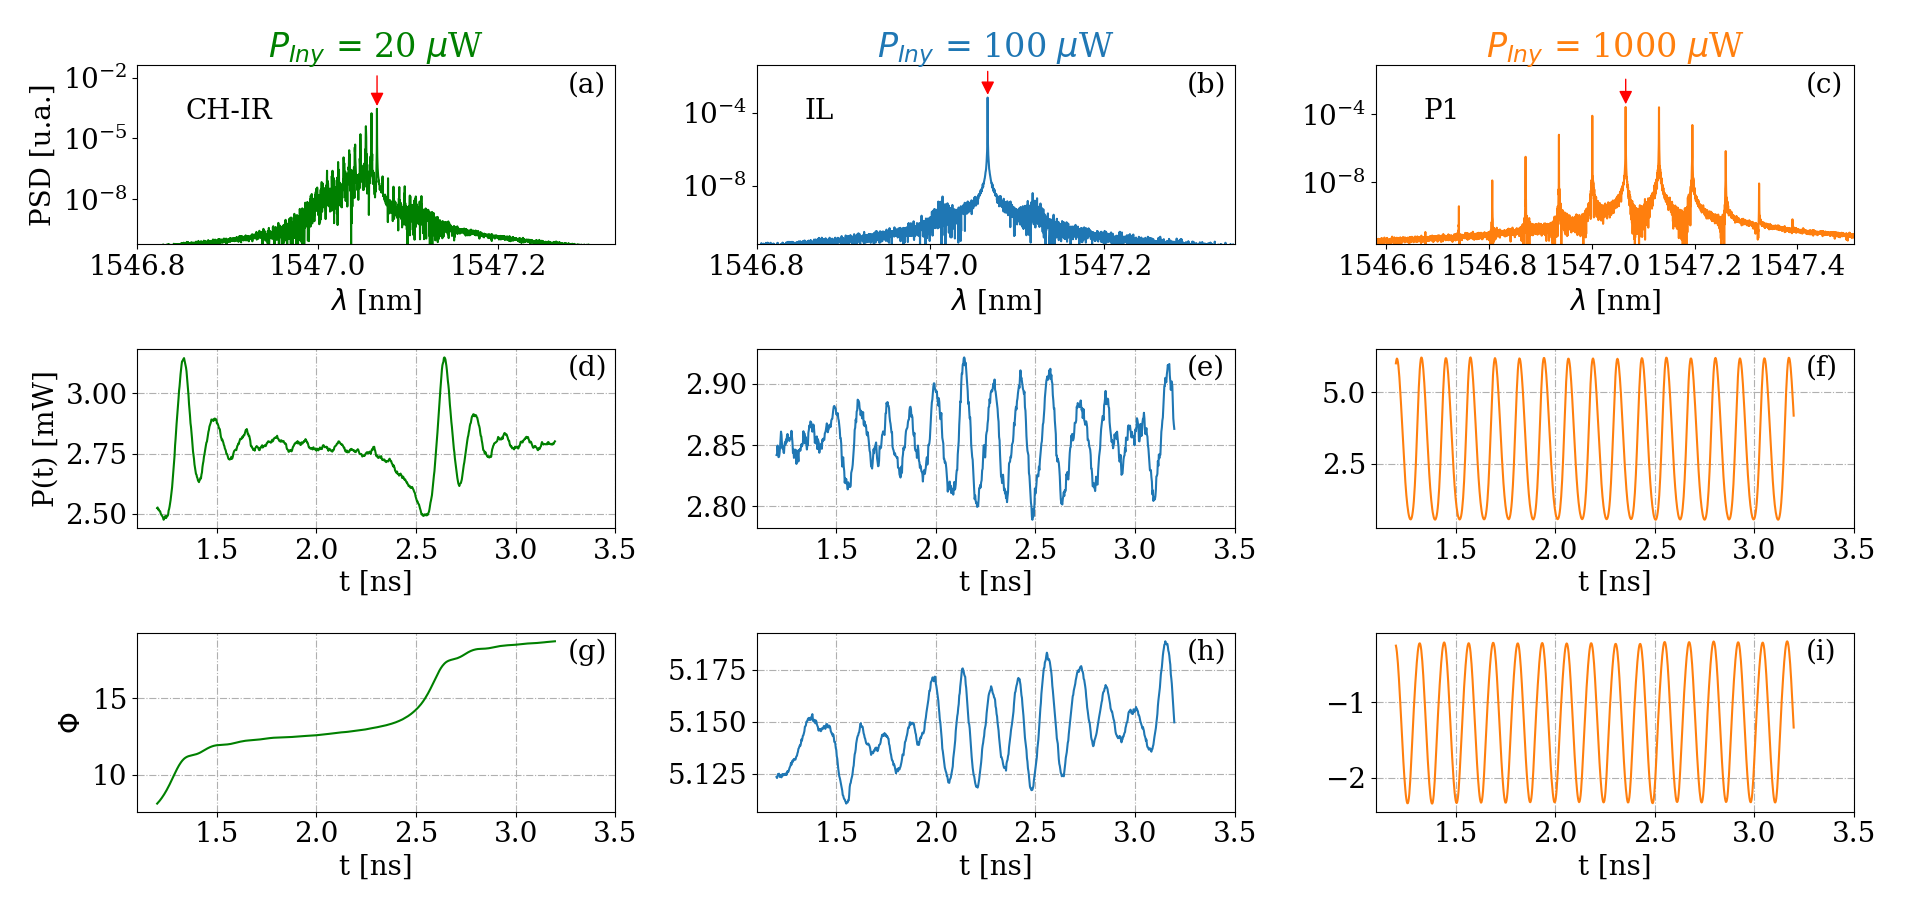 P_Iny = 20 μW
P_Iny = 100 μW
P_Iny = 1000 μW
(a)
CH-IR
PSD [u.a.]
10⁻²
10⁻⁵
10⁻⁸
1546.8 1547.0 1547.2
λ [nm]
(b)
IL
10⁻⁴
10⁻⁸
1546.8 1547.0 1547.2
λ [nm]
(c)
P1
10⁻⁴
10⁻⁸
1546.6 1546.8 1547.0 1547.2 1547.4
λ [nm]
(d)
P(t) [mW]
3.00
2.75
2.50
1.5 2.0 2.5 3.0 3.5
t [ns]
(e)
2.90
2.85
2.80
1.5 2.0 2.5 3.0 3.5
t [ns]
(f)
5.0
2.5
1.5 2.0 2.5 3.0 3.5
t [ns]
(g)
Φ
15
10
1.5 2.0 2.5 3.0 3.5
t [ns]
(h)
5.175
5.150
5.125
1.5 2.0 2.5 3.0 3.5
t [ns]
(i)
−1
−2
1.5 2.0 2.5 3.0 3.5
t [ns]